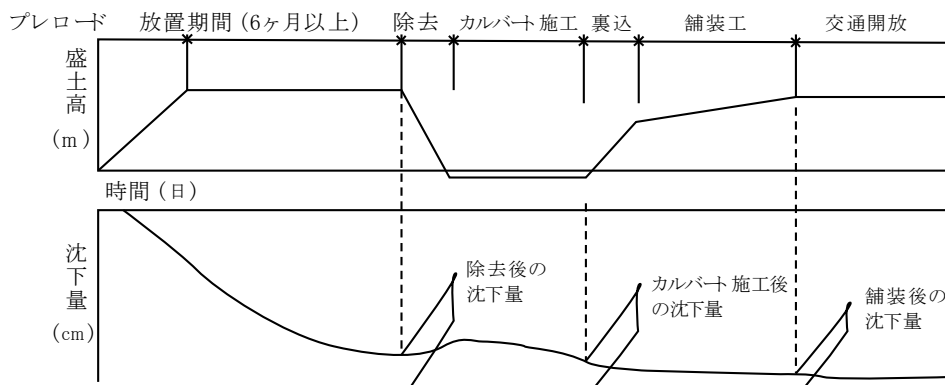 プレロード 放置期間(6ヶ月以上) 除去 カルバート施工 裏込 舗装工 交通開放
盛土高
(m)
時間(日)
沈下量
(cm)
除去後の
沈下量
カルバート施工後
の沈下量
舗装後の
沈下量